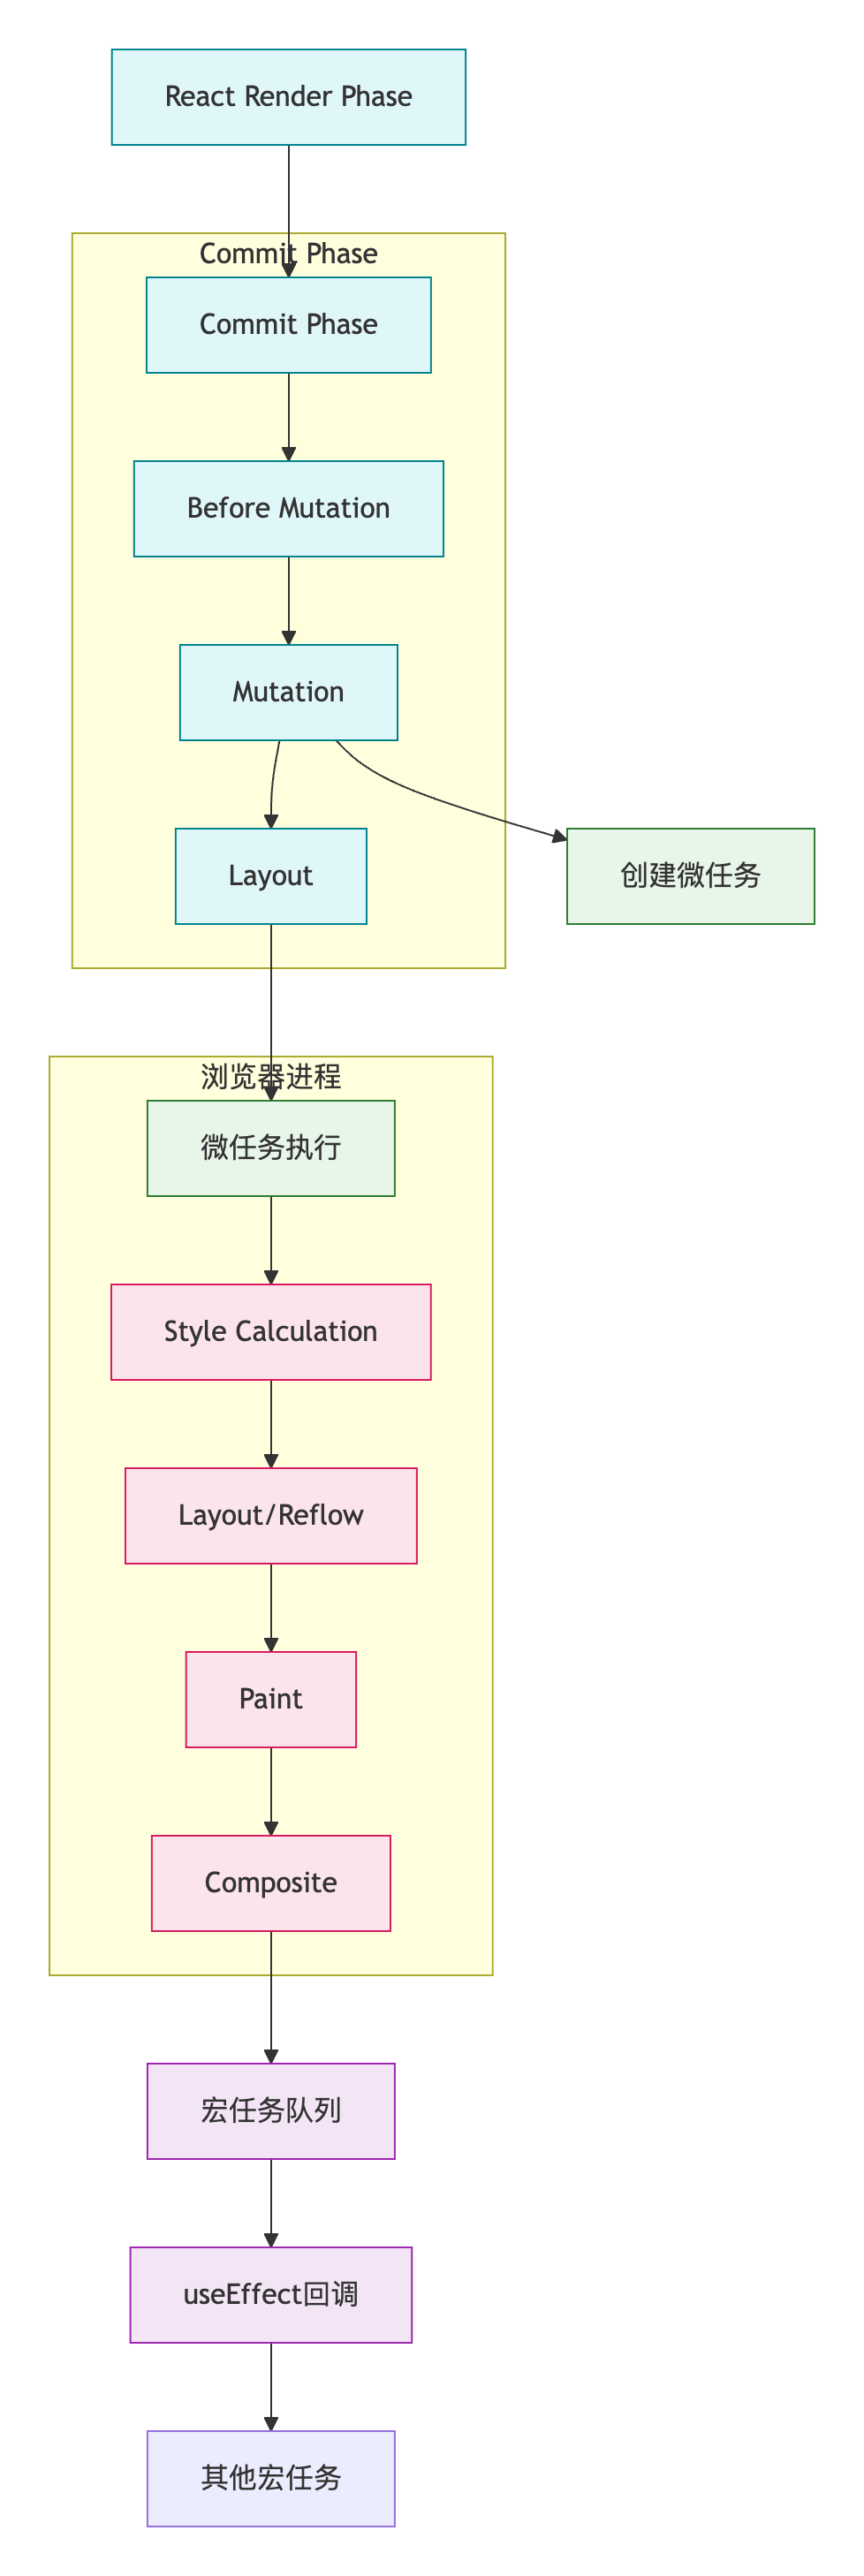 React Render Phase
Commit Phase
Commit Phase
Before Mutation
Mutation
Layout
创建微任务
浏览器进程
微任务执行
Style Calculation
Layout/Reflow
Paint
Composite
宏任务队列
useEffect回调
其他宏任务